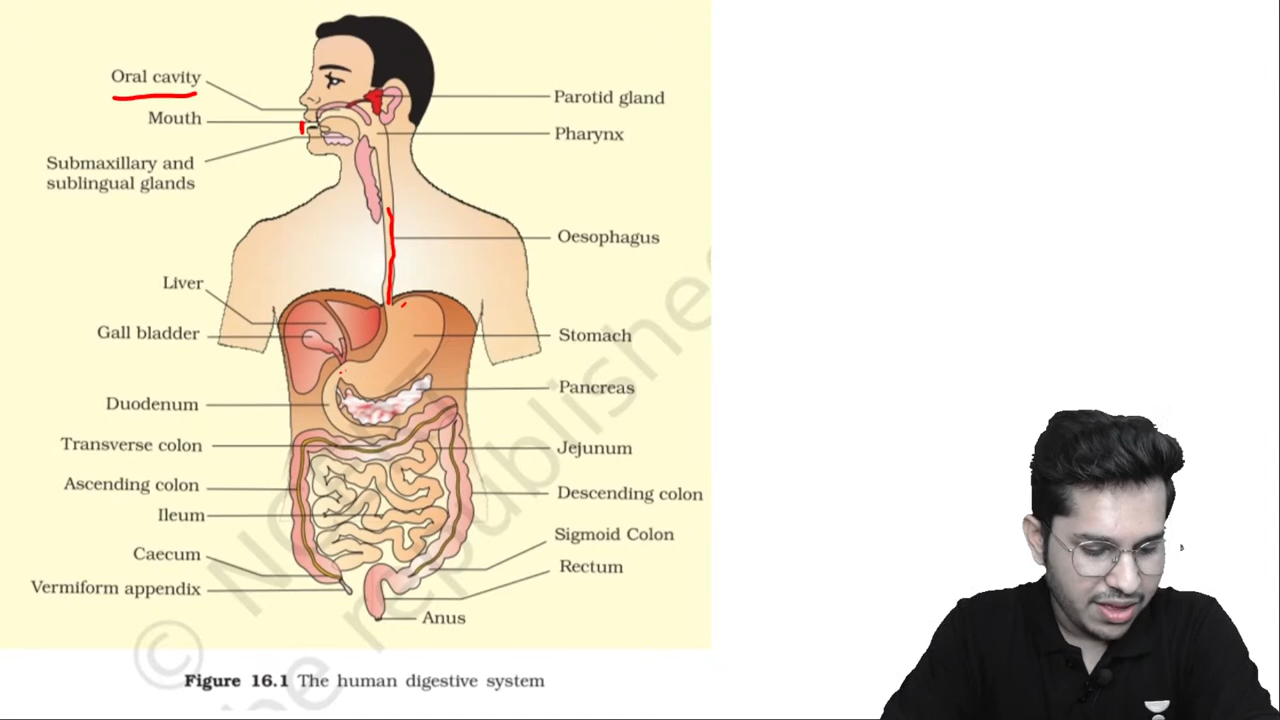 Oral cavity
Mouth
Submaxillary and
sublingual glands
Liver
Gall bladder
Duodenum
Transverse colon
Ascending colon
Ileum
Caecum
Vermiform appendix
Parotid gland
Pharynx
Oesophagus
Stomach
Pancreas
Jejunum
Descending colon
Sigmoid Colon
Rectum
Anus
© 
be republished
Figure 16.1 The human digestive system